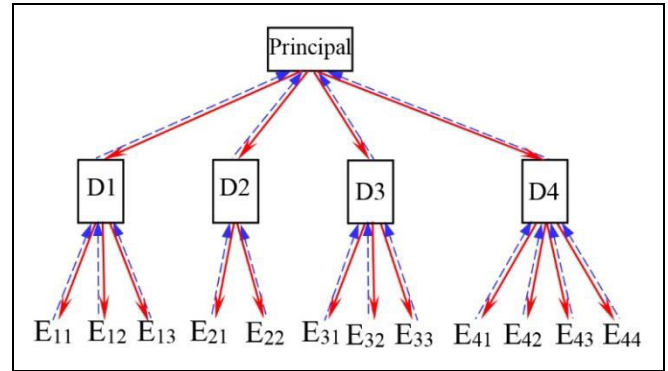 Principal
D1 D2 D3 D4
E₁₁ E₁₂ E₁₃ E₂₁ E₂₂ E₃₁ E₃₂ E₃₃ E₄₁ E₄₂ E₄₃ E₄₄